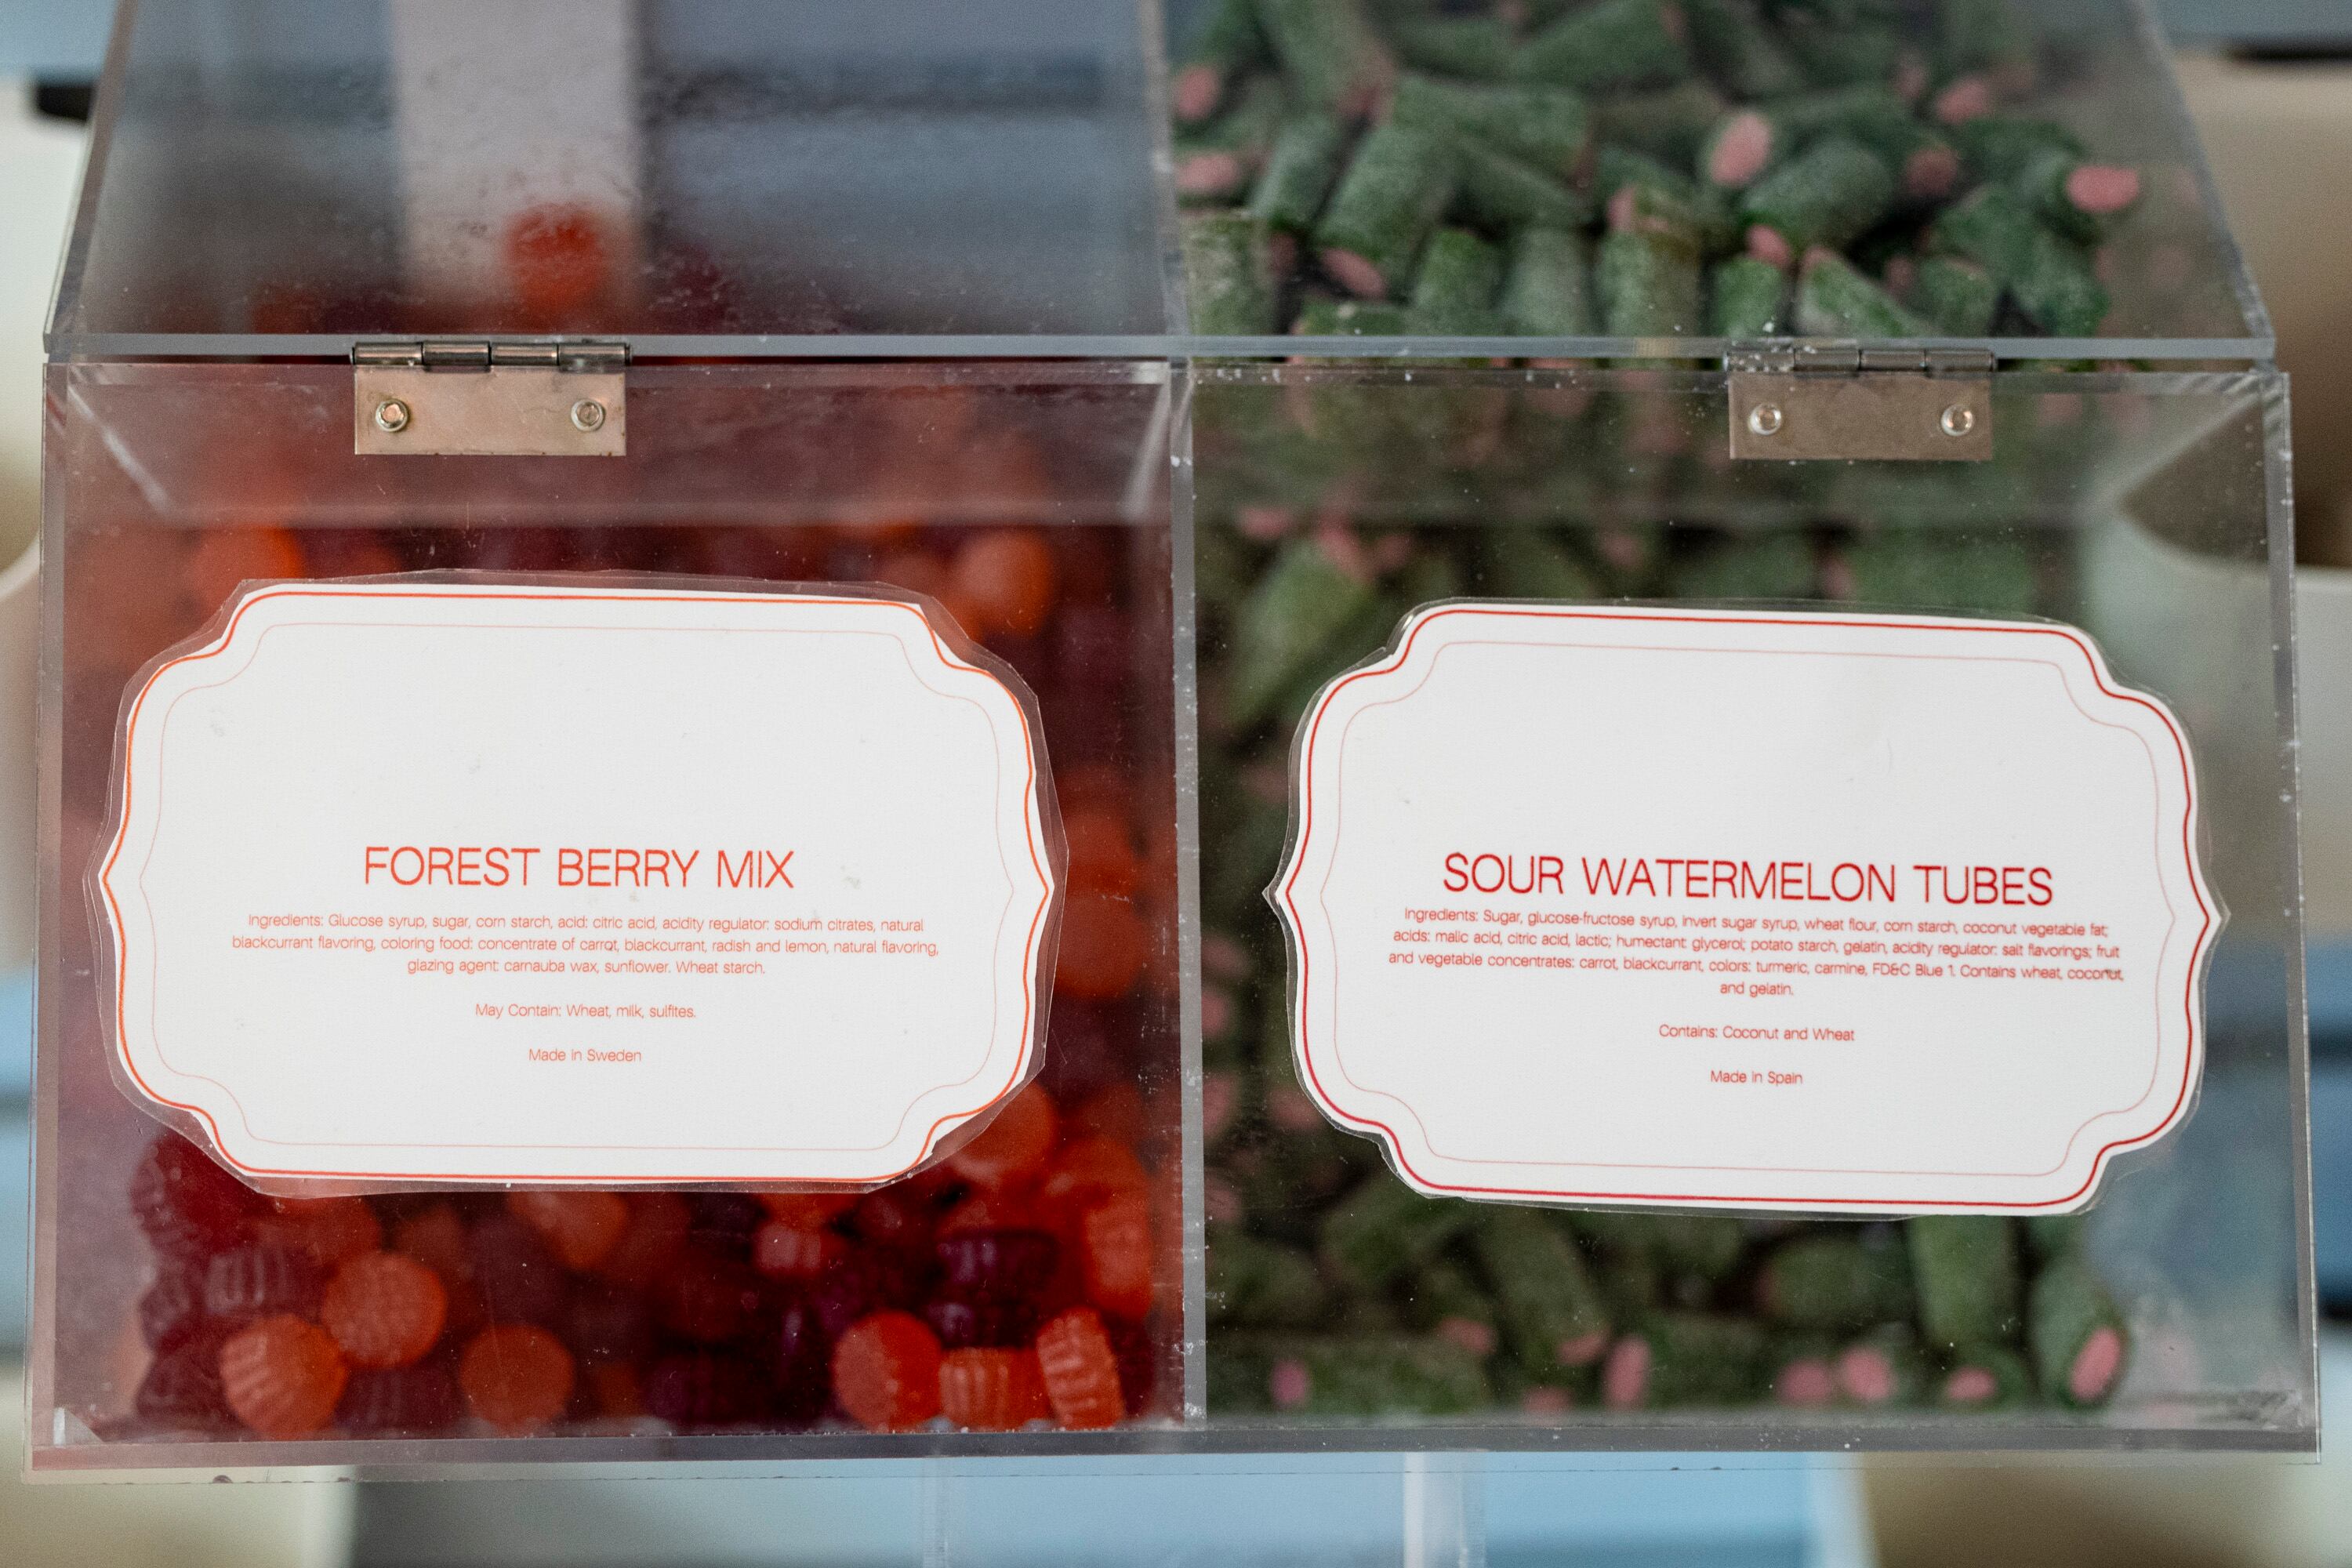 FOREST BERRY MIX
Ingredients: Glucose syrup, sugar, corn starch, acid: citric acid, acidity regulator: sodium citrates, natural
blackcurrant flavoring, coloring food: concentrate of carrot, blackcurrant, radish and lemon, natural flavoring,
glazing agent: carnauba wax, sunflower. Wheat starch.
May Contain: Wheat, milk, sulfites.
Made in Sweden
SOUR WATERMELON TUBES
Ingredients: Sugar, glucose-fructose syrup, invert sugar syrup, wheat flour, corn starch, coconut vegetable fat;
acids: malic acid, citric acid, lactic; humectant: glycerol; potato starch, gelatin, acidity regulator: salt flavorings; fruit
and vegetable concentrates: carrot, blackcurrant, colors: turmeric, carmine, FD&C Blue 1. Contains wheat, coconut,
and gelatin.
Contains: Coconut and Wheat
Made in Spain